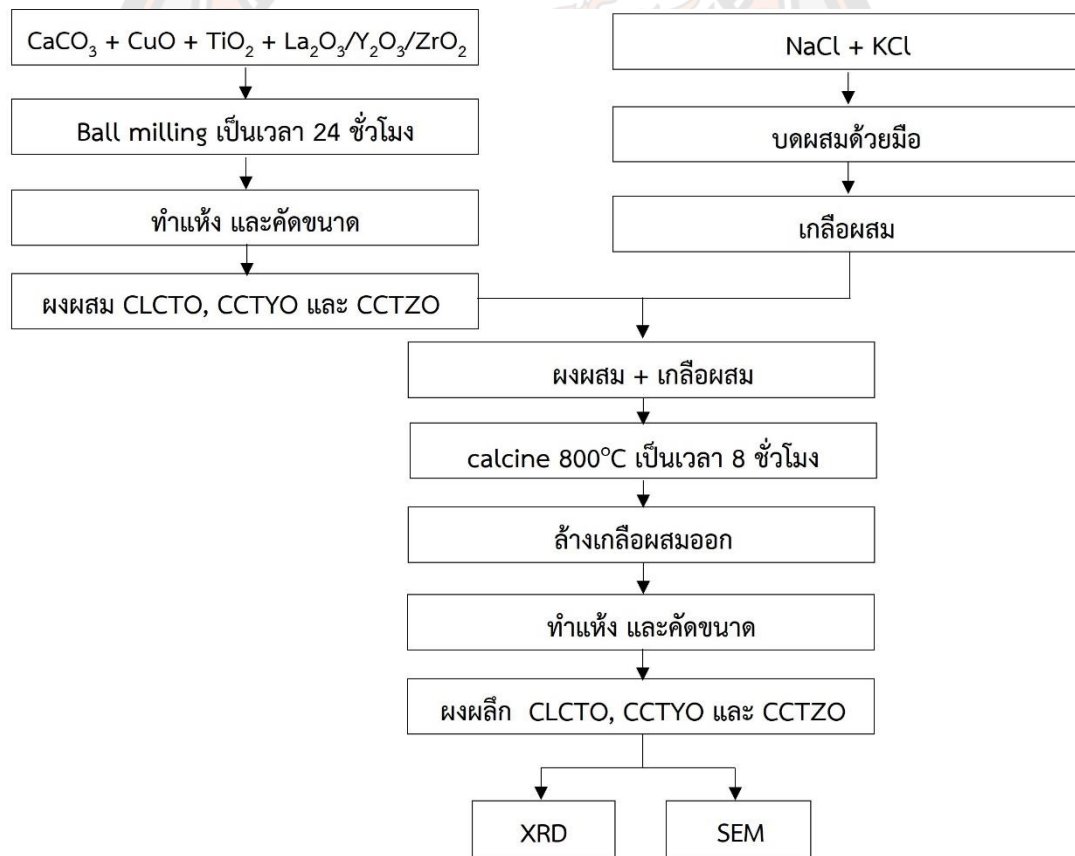 CaCO₃ + CuO + TiO₂ + La₂O₃/Y₂O₃/ZrO₂
Ball milling เป็นเวลา 24 ชั่วโมง
ทำแห้ง และคัดขนาด
ผงผสม CLCTO, CCTYO และ CCTZO
NaCl + KCl
บดผสมด้วยมือ
เกลือผสม
ผงผสม + เกลือผสม
calcine 800°C เป็นเวลา 8 ชั่วโมง
ล้างเกลือผสมออก
ทำแห้ง และคัดขนาด
ผงผลึก CLCTO, CCTYO และ CCTZO
XRD
SEM